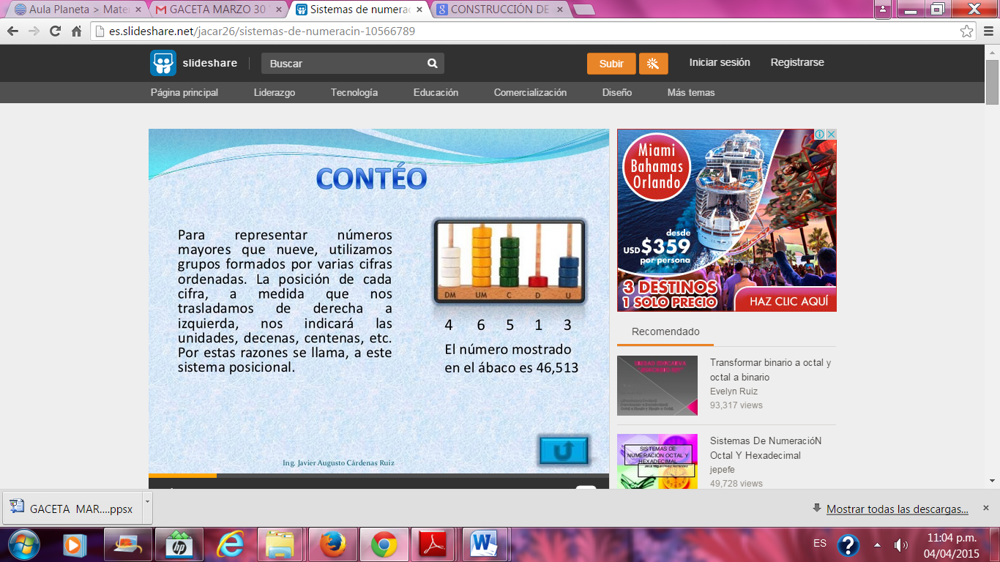 Aula Planeta > Mater
GACETA MARZO 30
Sistemas de numerac
CONSTRUCCIÓN DE
es.slideshare.net/jacar26/sistemas-de-numeracin-10566789
slideshare
Buscar
Subir
Iniciar sesión
Registrarse
Página principal
Liderazgo
Tecnología
Educación
Comercialización
Diseño
Más temas
CONTÉO
Para representar números
mayores que nueve, utilizamos
grupos formados por varias cifras
ordenadas. La posición de cada
cifra, a medida que nos
trasladamos de derecha a
izquierda, nos indicará las
unidades, decenas, centenas, etc.
Por estas razones se llama, a este
sistema posicional.
DM UM C D U
4 6 5 1 3
El número mostrado
en el ábaco es 46,513
Ing. Javier Augusto Cárdenas Ruiz
Miami
Bahamas
Orlando
desde
USD $359
por persona
3 DESTINOS
1 SOLO PRECIO
HAZ CLIC AQUÍ
Recomendado
Transformar binario a octal y
octal a binario
Evelyn Ruiz
93,317 views
SISTEMAS DE
NUMERACIÓN OCTAL Y
HEXADECIMAL
Sistemas De NumeracióN
Octal Y Hexadecimal
jepefe
49,728 views
GACETA MAR....ppsx
Mostrar todas las descargas...
hp
ES
11:04 p.m.
04/04/2015